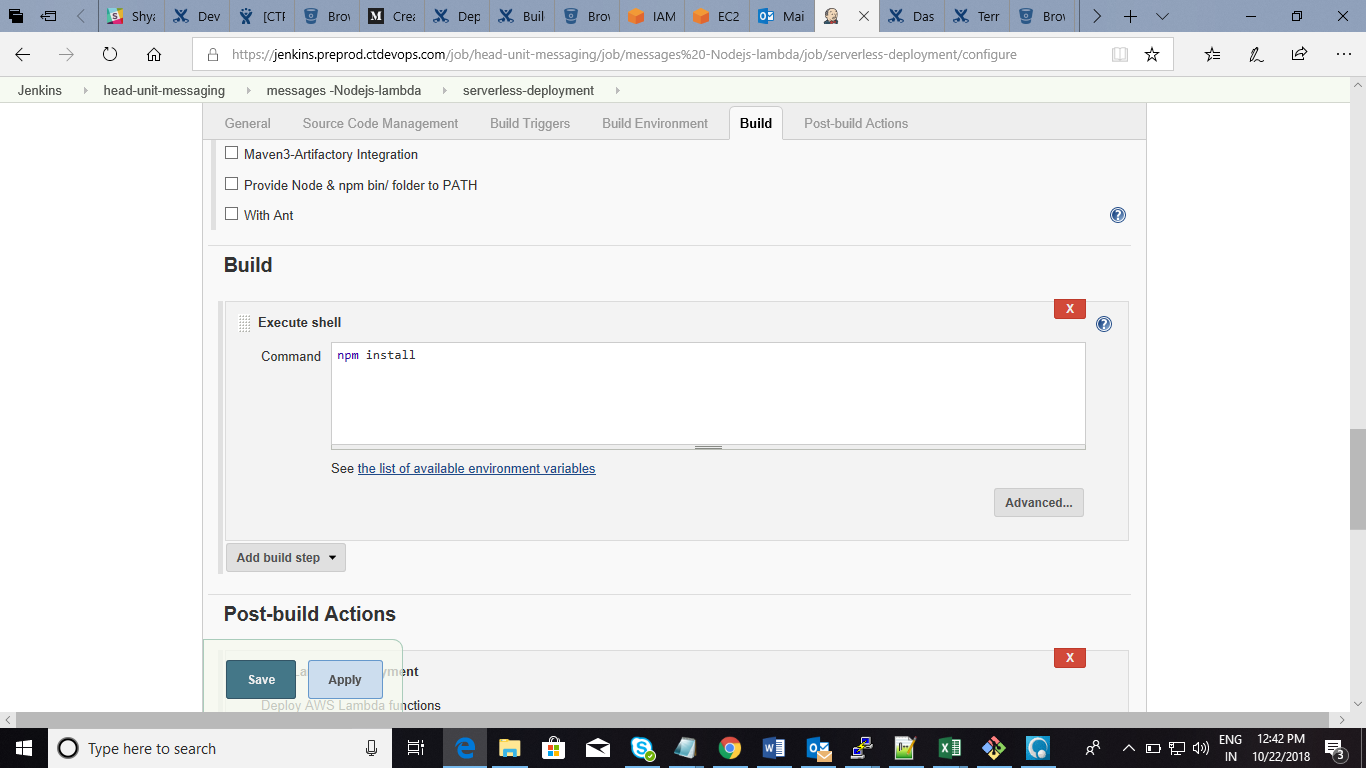 Shya
Dev
[CTF
Brov
M Crea
Dep
Buil
Brov
IAM
EC2
Mai
Das
Terr
Brov
https://jenkins.preprod.ctdevops.com/job/head-unit-messaging/job/messages%20-Nodejs-lambda/job/serverless-deployment/configure
Jenkins head-unit-messaging messages -Nodejs-lambda serverless-deployment
General Source Code Management Build Triggers Build Environment Build Post-build Actions
Maven3-Artifactory Integration
Provide Node & npm bin/ folder to PATH
With Ant
Build
X
Execute shell
Command npm install
See the list of available environment variables
Advanced...
Add build step
Post-build Actions
X
Save Apply
Deploy AWS Lambda functions
Type here to search
ENG 12:42 PM
IN 10/22/2018
3